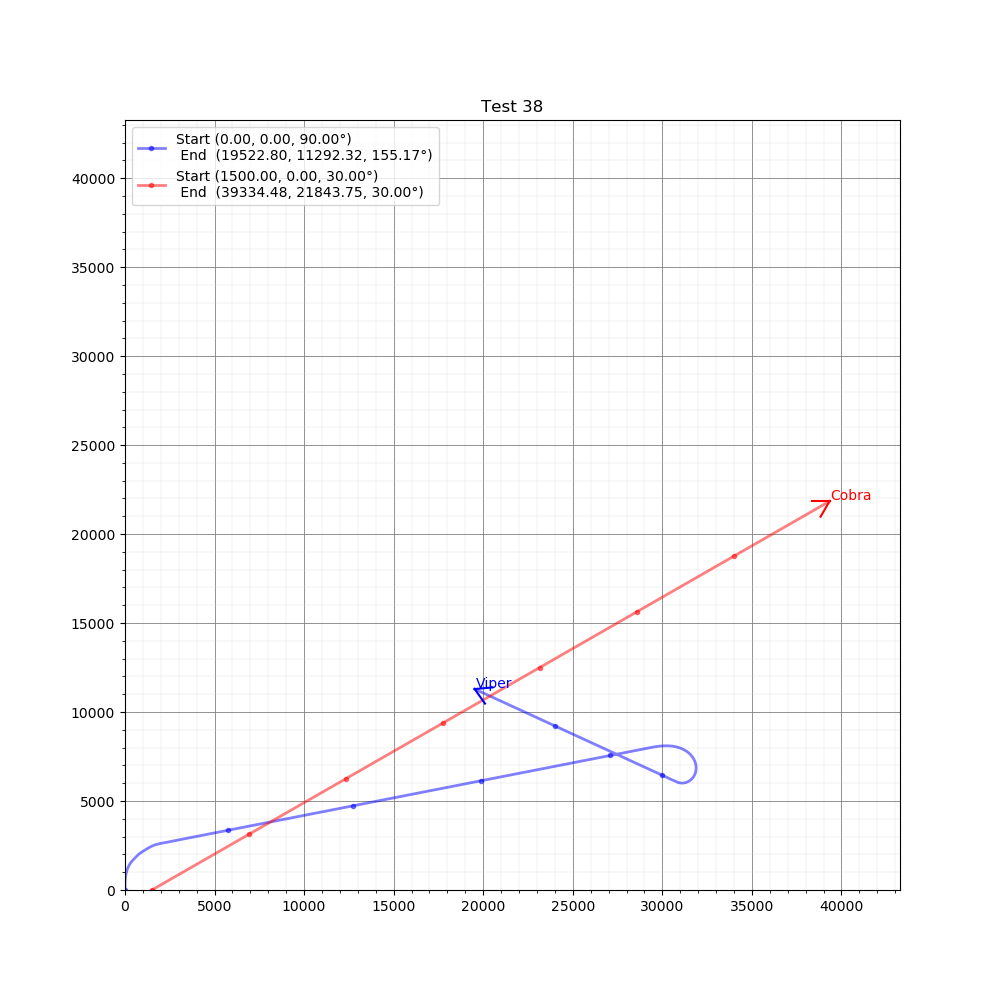 Test 38
Start (0.00, 0.00, 90.00°)
End (19522.80, 11292.32, 155.17°)
Start (1500.00, 0.00, 30.00°)
End (39334.48, 21843.75, 30.00°)
40000
35000
30000
25000
20000
15000
10000
5000
0
Cobra
Viper
0
5000
10000
15000
20000
25000
30000
35000
40000